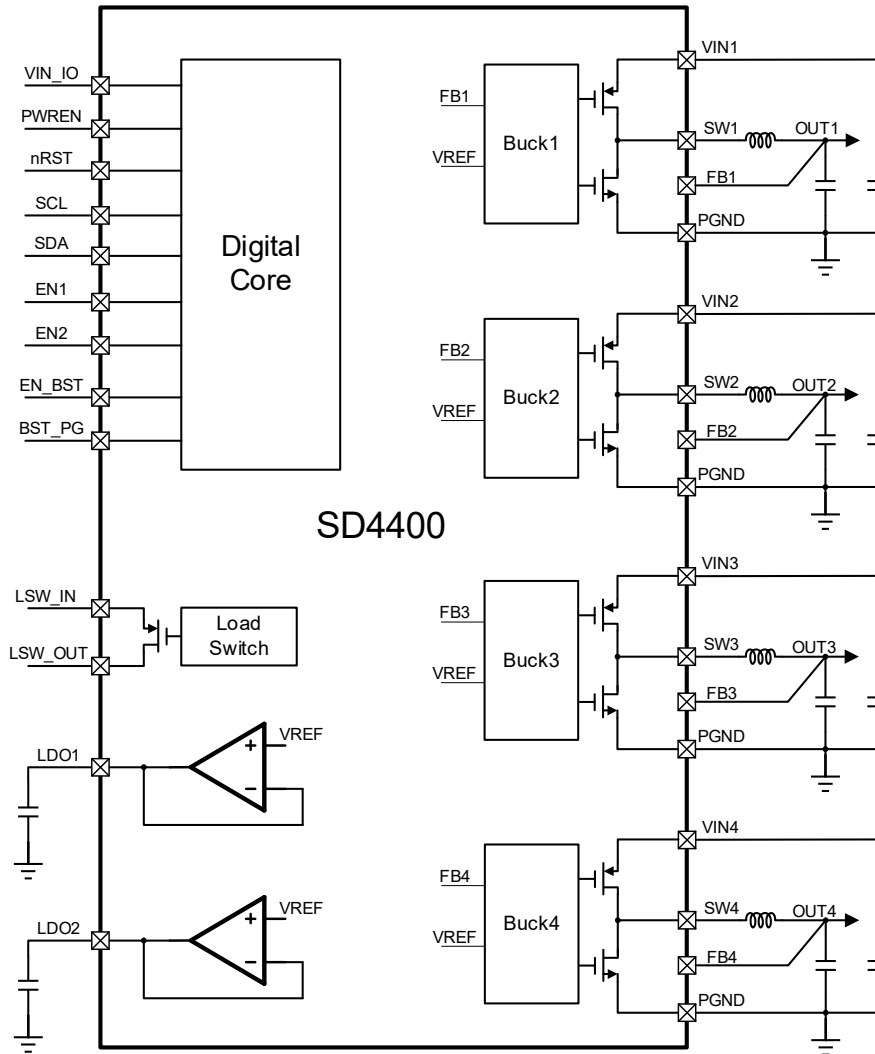 VIN_IO
PWREN
nRST
SCL
SDA
EN1
EN2
EN_BST
BST_PG
Digital
Core
FB1
VREF
Buck1
VIN1
SW1
OUT1
FB1
PGND
FB2
VREF
Buck2
VIN2
SW2
OUT2
FB2
PGND
SD4400
LSW_IN
LSW_OUT
Load
Switch
FB3
VREF
Buck3
VIN3
SW3
OUT3
FB3
PGND
LDO1
+
VREF
−
LDO2
+
VREF
−
FB4
VREF
Buck4
VIN4
SW4
OUT4
FB4
PGND